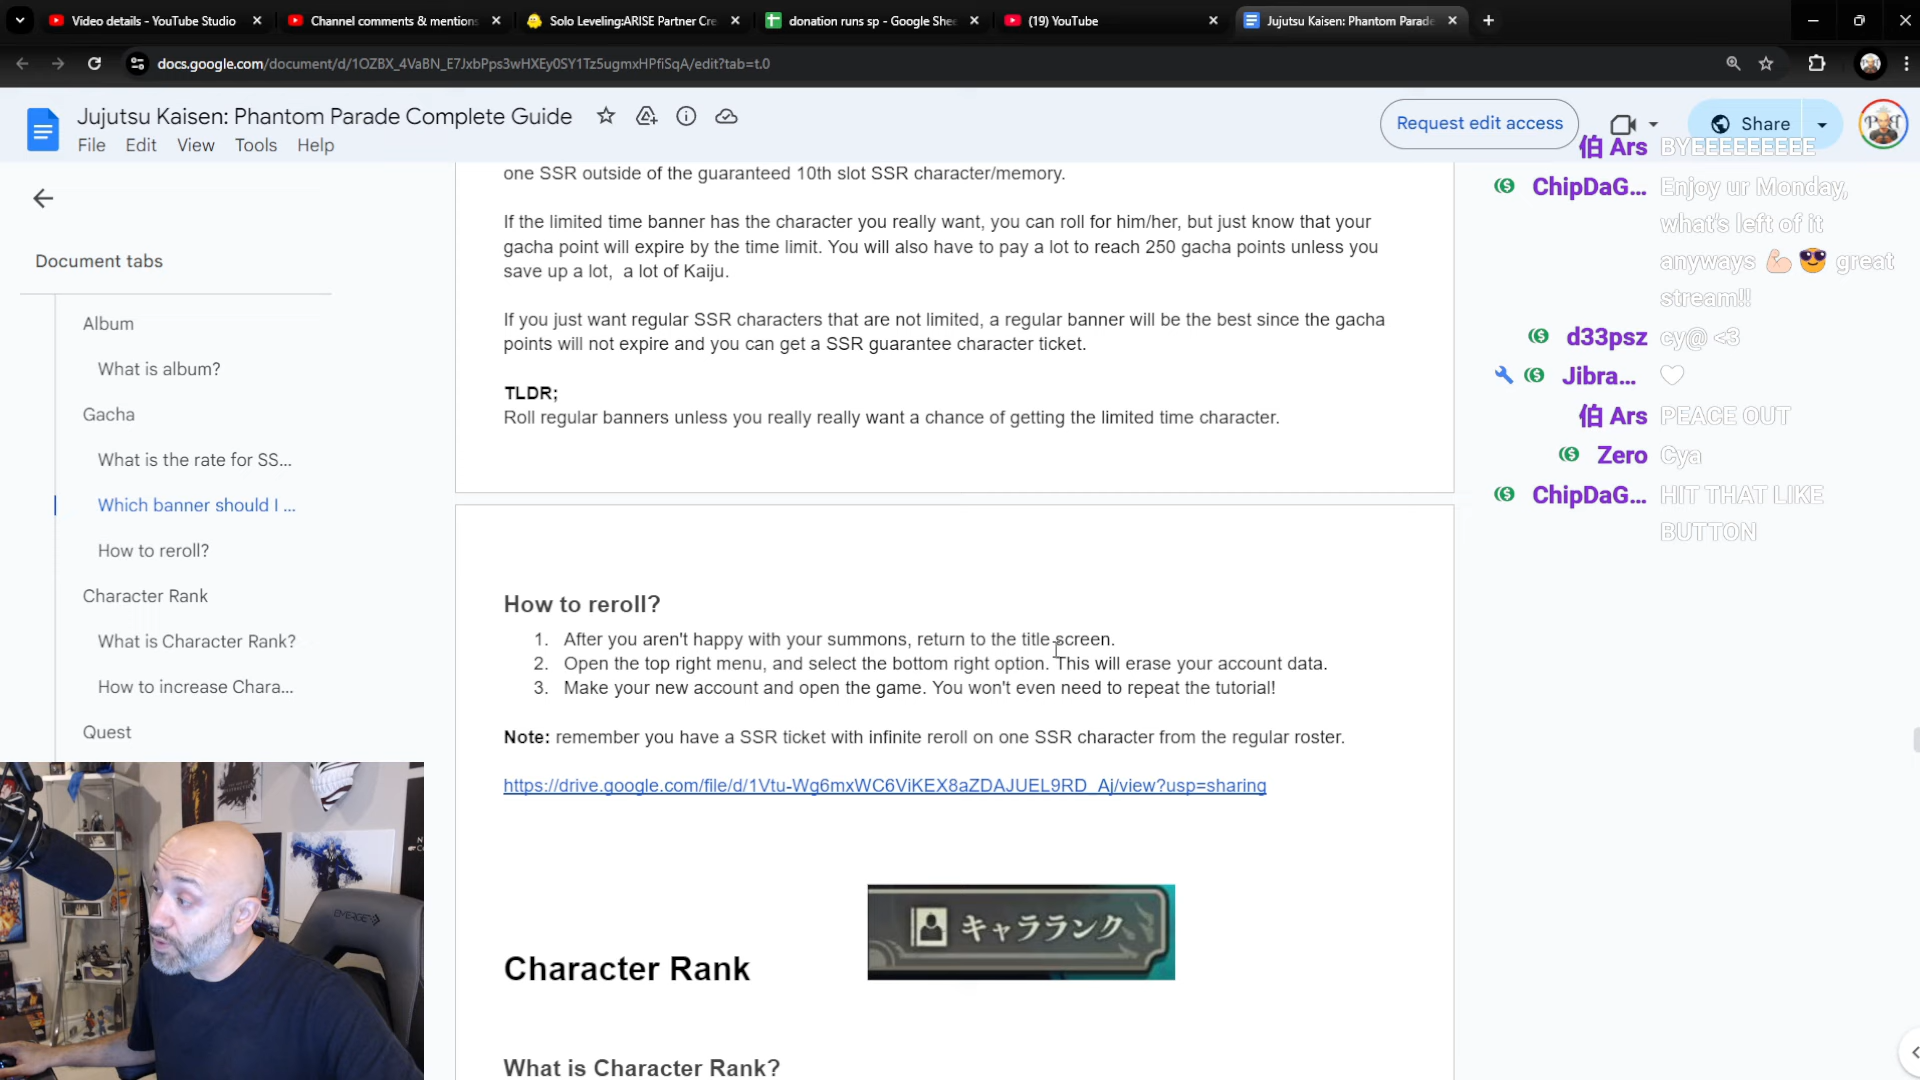 Video details - YouTube Studio
Channel comments & mentions
Solo Leveling:ARISE Partner Cre
donation runs sp - Google She
(19) YouTube
Jujutsu Kaisen: Phantom Parade
docs.google.com/document/d/1OZBX_4VaBN_E7JxbPps3wHXEy0SY1Tz5ugmxHPfiSqA/edit?tab=t.0
Jujutsu Kaisen: Phantom Parade Complete Guide
File Edit View Tools Help
Request edit access
Share
Document tabs
Album
What is album?
Gacha
What is the rate for SS...
Which banner should I ...
How to reroll?
Character Rank
What is Character Rank?
How to increase Chara...
Quest
one SSR outside of the guaranteed 10th slot SSR character/memory.
If the limited time banner has the character you really want, you can roll for him/her, but just know that your
gacha point will expire by the time limit. You will also have to pay a lot to reach 250 gacha points unless you
save up a lot, a lot of Kaiju.
If you just want regular SSR characters that are not limited, a regular banner will be the best since the gacha
points will not expire and you can get a SSR guarantee character ticket.
TLDR;
Roll regular banners unless you really really want a chance of getting the limited time character.
How to reroll?
1. After you aren't happy with your summons, return to the title screen.
2. Open the top right menu, and select the bottom right option. This will erase your account data.
3. Make your new account and open the game. You won't even need to repeat the tutorial!
Note: remember you have a SSR ticket with infinite reroll on one SSR character from the regular roster.
https://drive.google.com/file/d/1Vtu-Wg6mxWC6ViKEX8aZDAJUEL9RD_Aj/view?usp=sharing
キャラランク
Character Rank
What is Character Rank?
伯 Ars BYEEEEEEEEE
ChipDaG... Enjoy ur Monday,
what's left of it
anyways 💪🏻 😎 great
stream!!
d33psz cy@ <3
Jibra... ♡
伯 Ars PEACE OUT
Zero Cya
ChipDaG... HIT THAT LIKE
BUTTON